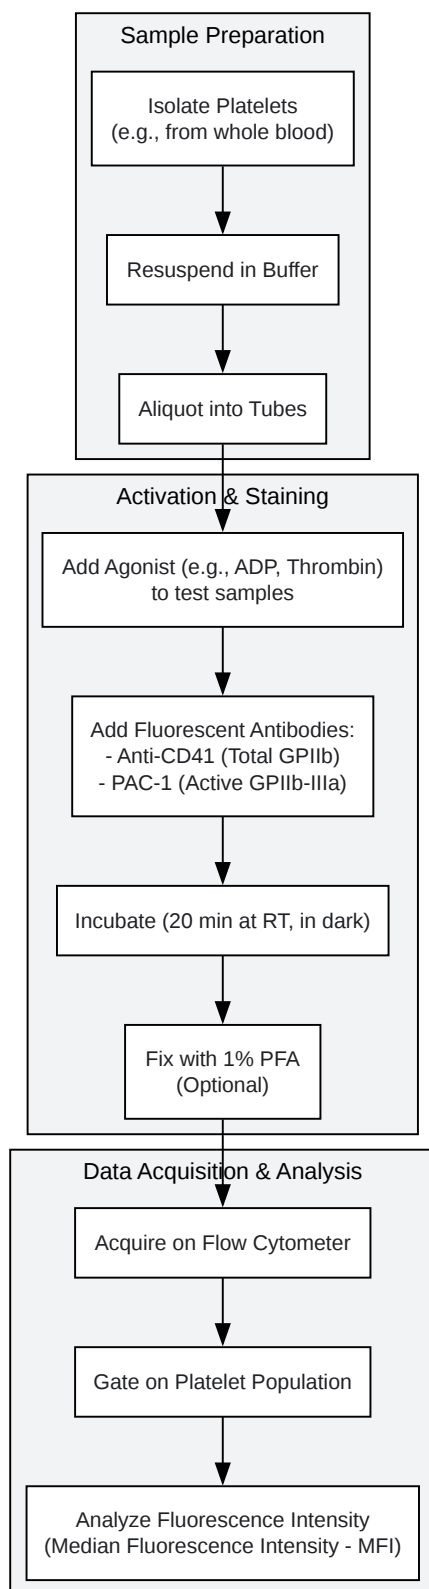 Sample Preparation
Isolate Platelets
(e.g., from whole blood)
Resuspend in Buffer
Aliquot into Tubes
Activation & Staining
Add Agonist (e.g., ADP, Thrombin)
to test samples
Add Fluorescent Antibodies:
- Anti-CD41 (Total GPIIb)
- PAC-1 (Active GPIIb-IIIa)
Incubate (20 min at RT, in dark)
Fix with 1% PFA
(Optional)
Data Acquisition & Analysis
Acquire on Flow Cytometer
Gate on Platelet Population
Analyze Fluorescence Intensity
(Median Fluorescence Intensity - MFI)